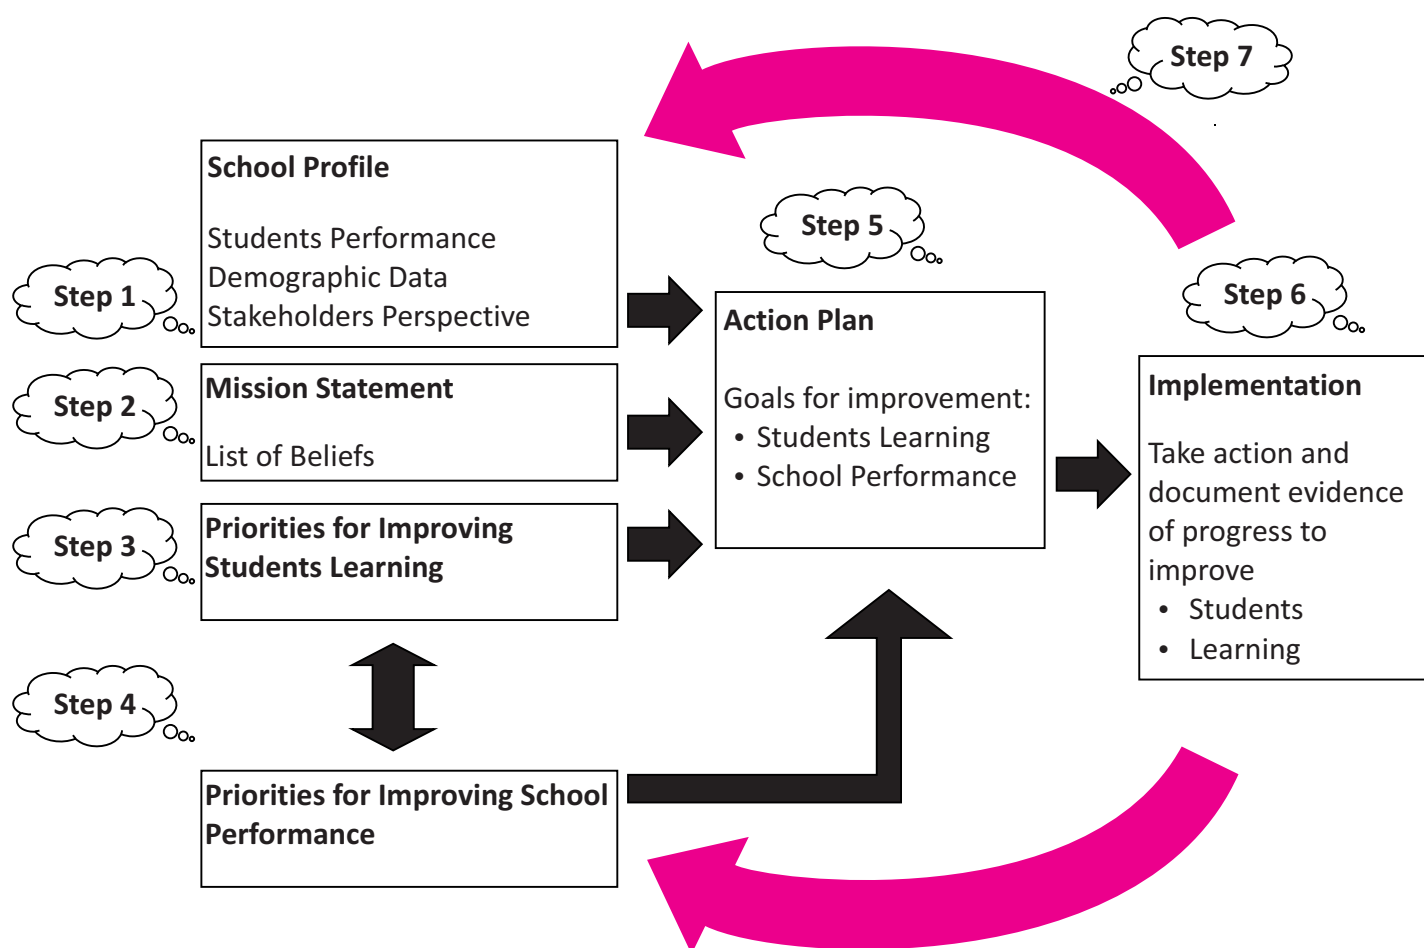 Step 7
School Profile
Students Performance
Demographic Data
Stakeholders Perspective
Step 1
Mission Statement
List of Beliefs
Step 2
Priorities for Improving
Students Learning
Step 3
Step 4
Priorities for Improving School
Performance
Step 5
Action Plan
Goals for improvement:
• Students Learning
• School Performance
Step 6
Implementation
Take action and
document evidence
of progress to
improve
• Students
• Learning